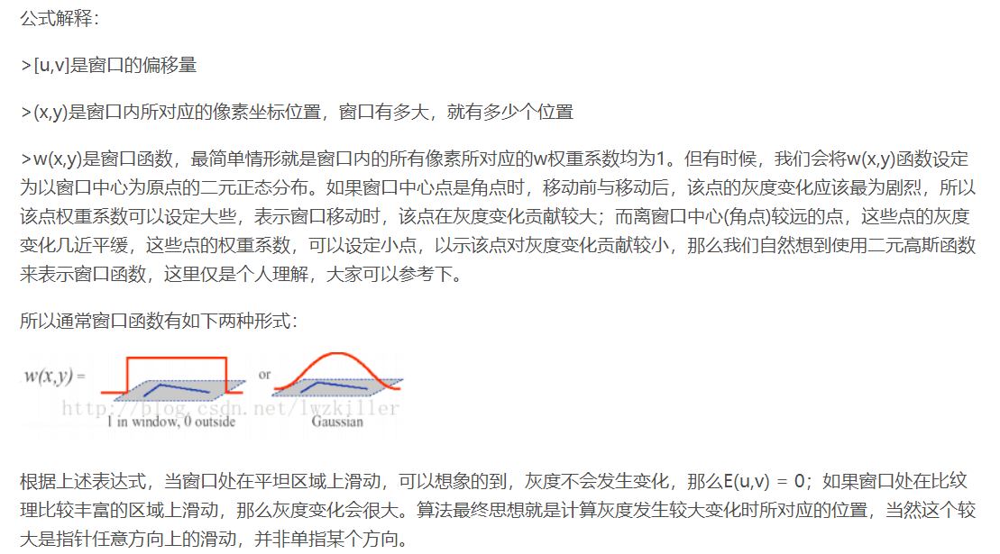 公式解释：
>[u,v]是窗口的偏移量
>(x,y)是窗口内所对应的像素坐标位置，窗口有多大，就有多少个位置
>w(x,y)是窗口函数，最简单情形就是窗口内的所有像素所对应的w权重系数均为1。但有时候，我们会将w(x,y)函数设定
为以窗口中心为原点的二元正态分布。如果窗口中心点是角点时，移动前与移动后，该点的灰度变化应该最为剧烈，所以
该点权重系数可以设定大些，表示窗口移动时，该点在灰度变化贡献较大；而离窗口中心(角点)较远的点，这些点的灰度
变化几近平缓，这些点的权重系数，可以设定小点，以示该点对灰度变化贡献较小，那么我们自然想到使用二元高斯函数
来表示窗口函数，这里仅是个人理解，大家可以参考下。
所以通常窗口函数有如下两种形式：
w(x,y) = or
http://blog.csdn.net/lwzkiller
1 in window, 0 outside Gaussian
根据上述表达式，当窗口处在平坦区域上滑动，可以想象的到，灰度不会发生变化，那么E(u,v) = 0；如果窗口处在比纹
理比较丰富的区域上滑动，那么灰度变化会很大。算法最终思想就是计算灰度发生较大变化时所对应的位置，当然这个较
大是指针任意方向上的滑动，并非单指某个方向。